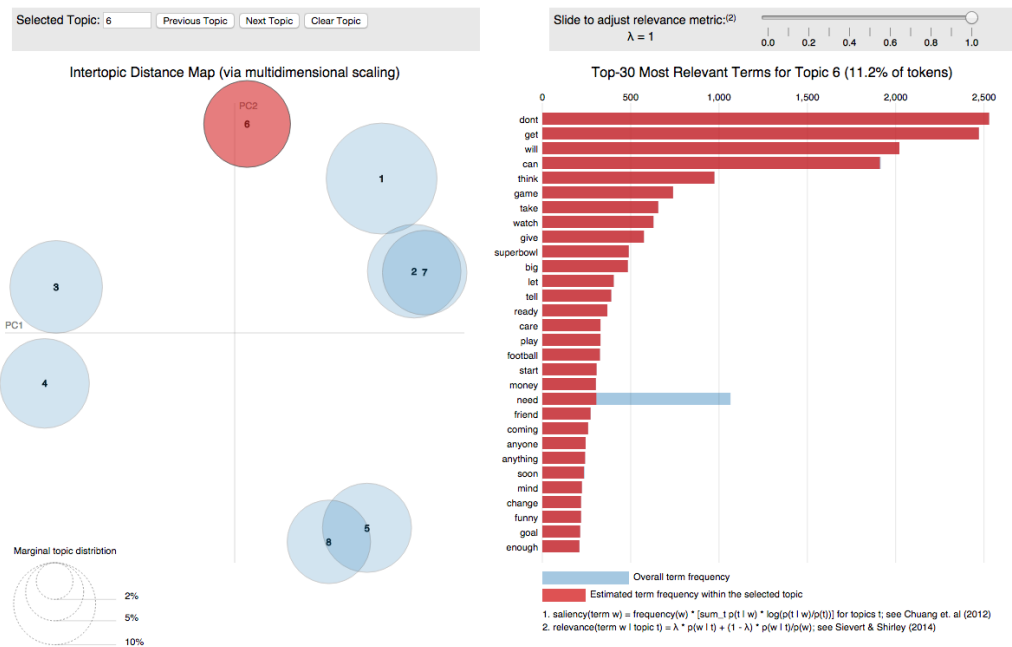 Selected Topic: 6 Previous Topic Next Topic Clear Topic
Slide to adjust relevance metric:(2)
λ = 1
0.0 0.2 0.4 0.6 0.8 1.0
Intertopic Distance Map (via multidimensional scaling)
PC2
6
1
2 7
3
PC1
4
5
8
Marginal topic distribtion
2%
5%
10%
Top-30 Most Relevant Terms for Topic 6 (11.2% of tokens)
0 500 1,000 1,500 2,000 2,500
dont
get
will
can
think
game
take
watch
give
superbowl
big
let
tell
ready
care
play
football
start
money
need
friend
coming
anyone
anything
soon
mind
change
funny
goal
enough
Overall term frequency
Estimated term frequency within the selected topic
1. saliency(term w) = frequency(w) * [sum_t p(t | w) * log(p(t | w)/p(t))] for topics t; see Chuang et. al (2012)
2. relevance(term w | topic t) = λ * p(w | t) + (1 - λ) * p(w | t)/p(w); see Sievert & Shirley (2014)